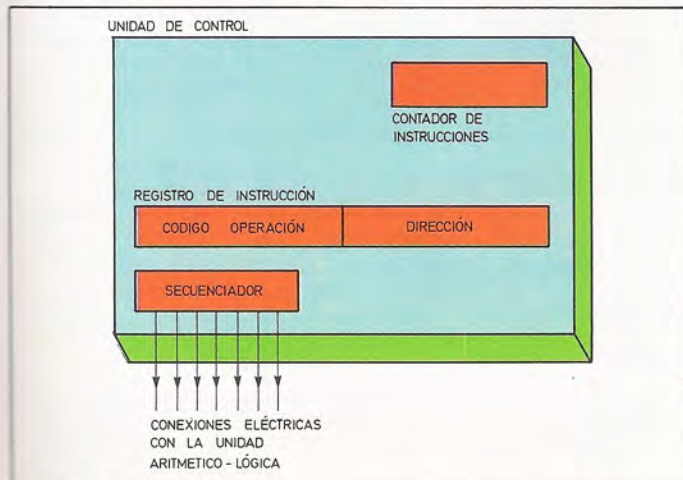 UNIDAD DE CONTROL
CONTADOR DE
INSTRUCCIONES
REGISTRO DE INSTRUCCIÓN
CODIGO OPERACIÓN
DIRECCIÓN
SECUENCIADOR
CONEXIONES ELÉCTRICAS
CON LA UNIDAD
ARITMETICO - LÓGICA